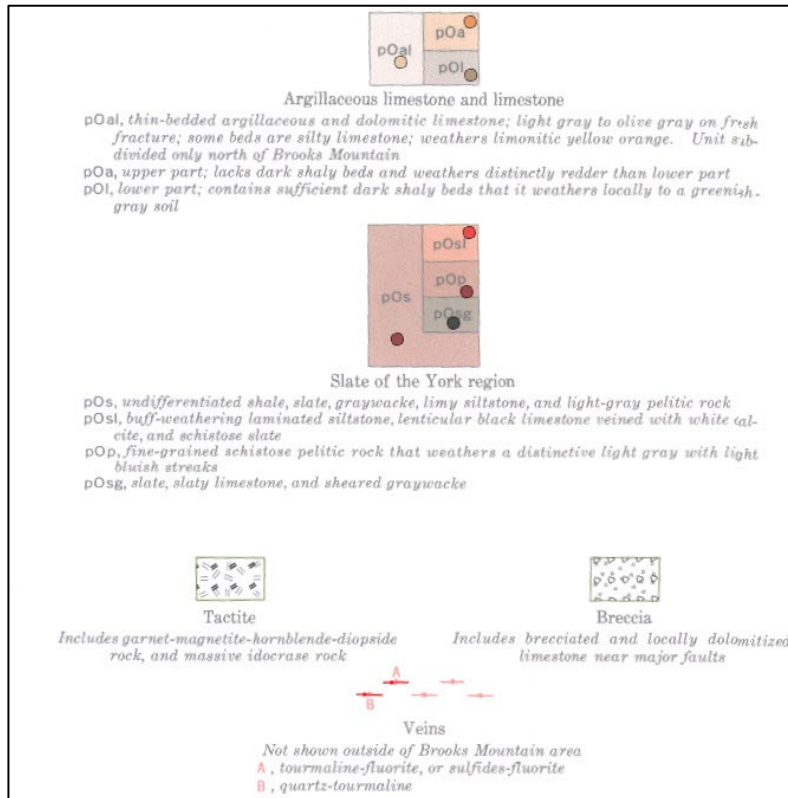 pOal
pOa
pOl
Argillaceous limestone and limestone
pOal, thin-bedded argillaceous and dolomitic limestone; light gray to olive gray on fresh
fracture; some beds are silty limestone; weathers limonitic yellow orange. Unit sub-
divided only north of Brooks Mountain
pOa, upper part; lacks dark shaly beds and weathers distinctly redder than lower part
pOl, lower part; contains sufficient dark shaly beds that it weathers locally to a greenish-
gray soil
pOs
pOsl
pOp
pOsg
Slate of the York region
pOs, undifferentiated shale, slate, graywacke, limy siltstone, and light-gray pelitic rock
pOsl, buff-weathering laminated siltstone, lenticular black limestone veined with white cal-
cite, and schistose slate
pOp, fine-grained schistose pelitic rock that weathers a distinctive light gray with light
bluish streaks
pOsg, slate, slaty limestone, and sheared graywacke
Tactite
Includes garnet-magnetite-hornblende-diopside
rock, and massive idocrase rock
Breccia
Includes brecciated and locally dolomitized
limestone near major faults
A
B
Veins
Not shown outside of Brooks Mountain area
A, tourmaline-fluorite, or sulfides-fluorite
B, quartz-tourmaline